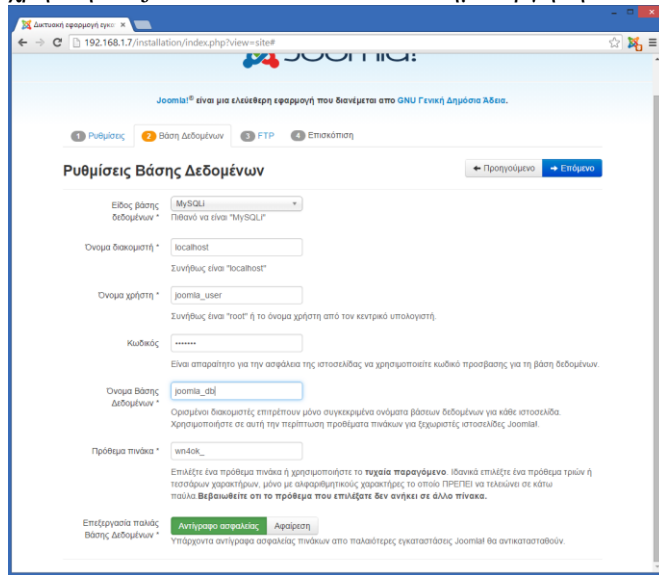 Δικτυακή εφαρμογή εγκα
192.168.1.7/installation/index.php?view=site#
Joomla!
Joomla!® είναι μια ελεύθερη εφαρμογή που διανέμεται απο GNU Γενική Δημόσια Άδεια.
1 Ρυθμίσεις 2 Βάση Δεδομένων 3 FTP 4 Επισκόπιση
Ρυθμίσεις Βάσης Δεδομένων
Προηγούμενο Επόμενο
Είδος βάσης δεδομένων * MySQLi
Πιθανό να είναι "MySQLi"
Όνομα διακομιστή * localhost
Συνήθως είναι "localhost"
Όνομα χρήστη * joomla_user
Συνήθως έιναι "root" ή το όνομα χρήστη από τον κεντρικό υπολογιστή.
Κωδικός •••••••
Είναι απαραίτητο για την ασφάλεια της ιστοσελίδας να χρησιμοποιείτε κωδικό προσβασης για τη βάση δεδομένων.
Όνομα Βάσης Δεδομένων * joomla_db
Ορισμένοι διακομιστές επιτρέπουν μόνο συγκεκριμένα ονόματα βάσεων δεδομένων για κάθε ιστοσελίδα.
Χρησιμοποιήστε σε αυτή την περίπτωση προθέματα πινάκων για ξεχωριστές ιστοσελίδες Joomla!.
Πρόθεμα πινάκα * wn4ok_
Επιλέξτε ένα πρόθεμα πινάκα ή χρησιμοποιήστε το τυχαία παραγόμενο. Ιδανικά επιλέξτε ένα πρόθεμα τριών ή
τεσσάρων χαρακτήρων, μόνο με αλφαριθμητικούς χαρακτήρες το οποίο ΠΡΕΠΕΙ να τελειώνει σε κάτω
παύλα.Βεβαιωθείτε οτι το πρόθεμα που επιλέξατε δεν ανήκει σε άλλο πίνακα.
Επεξεργασία παλιάς Βάσης Δεδομένων * Αντίγραφο ασφαλείας Αφαίρεση
Υπάρχοντα αντίγραφα ασφαλείας πινάκων απο παλαιότερες εγκαταστάσεις Joomla! θα αντικατασταθούν.